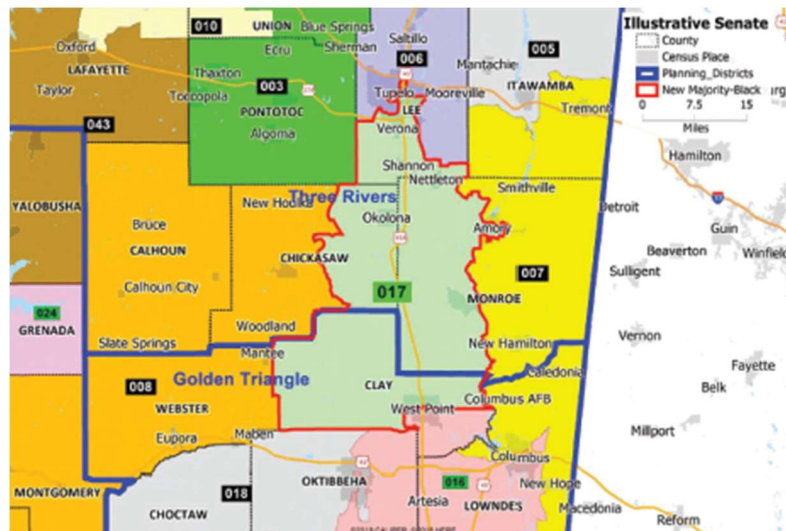 Illustrative Senate
County
Census Place
Planning_Districts
New Majority-Black
0 7.5 15
Miles
UNION
Blue Springs
Saltillo
010
Ecru
Sherman
006
005
Oxford
LAFAYETTE
Mantachie
Thaxton
003
Tupelo
Mooreville
ITAWAMBA
Taylor
Toccopola
PONTOTOC
LEE
Tremont
043
Algoma
Verona
Hamilton
Shannon
Nettleton
Smithville
YALOBUSHA
Three Rivers
Detroit
Bruce
Okolona
Amory
Guin
CALHOUN
CHICKASAW
Beaverton
Winfield
007
Sulligent
Calhoun City
017
024
MONROE
GRENADA
Woodland
Vernon
Slate Springs
New Hamilton
Mantee
Fayette
008
Golden Triangle
CLAY
Caledonia
Belk
WEBSTER
Columbus AFB
West Point
Millport
Eupora
Maben
Columbus
MONTGOMERY
018
OKTIBBEHA
016
New Hope
CHOCTAW
Artesia
LOWNDES
Macedonia
Reform